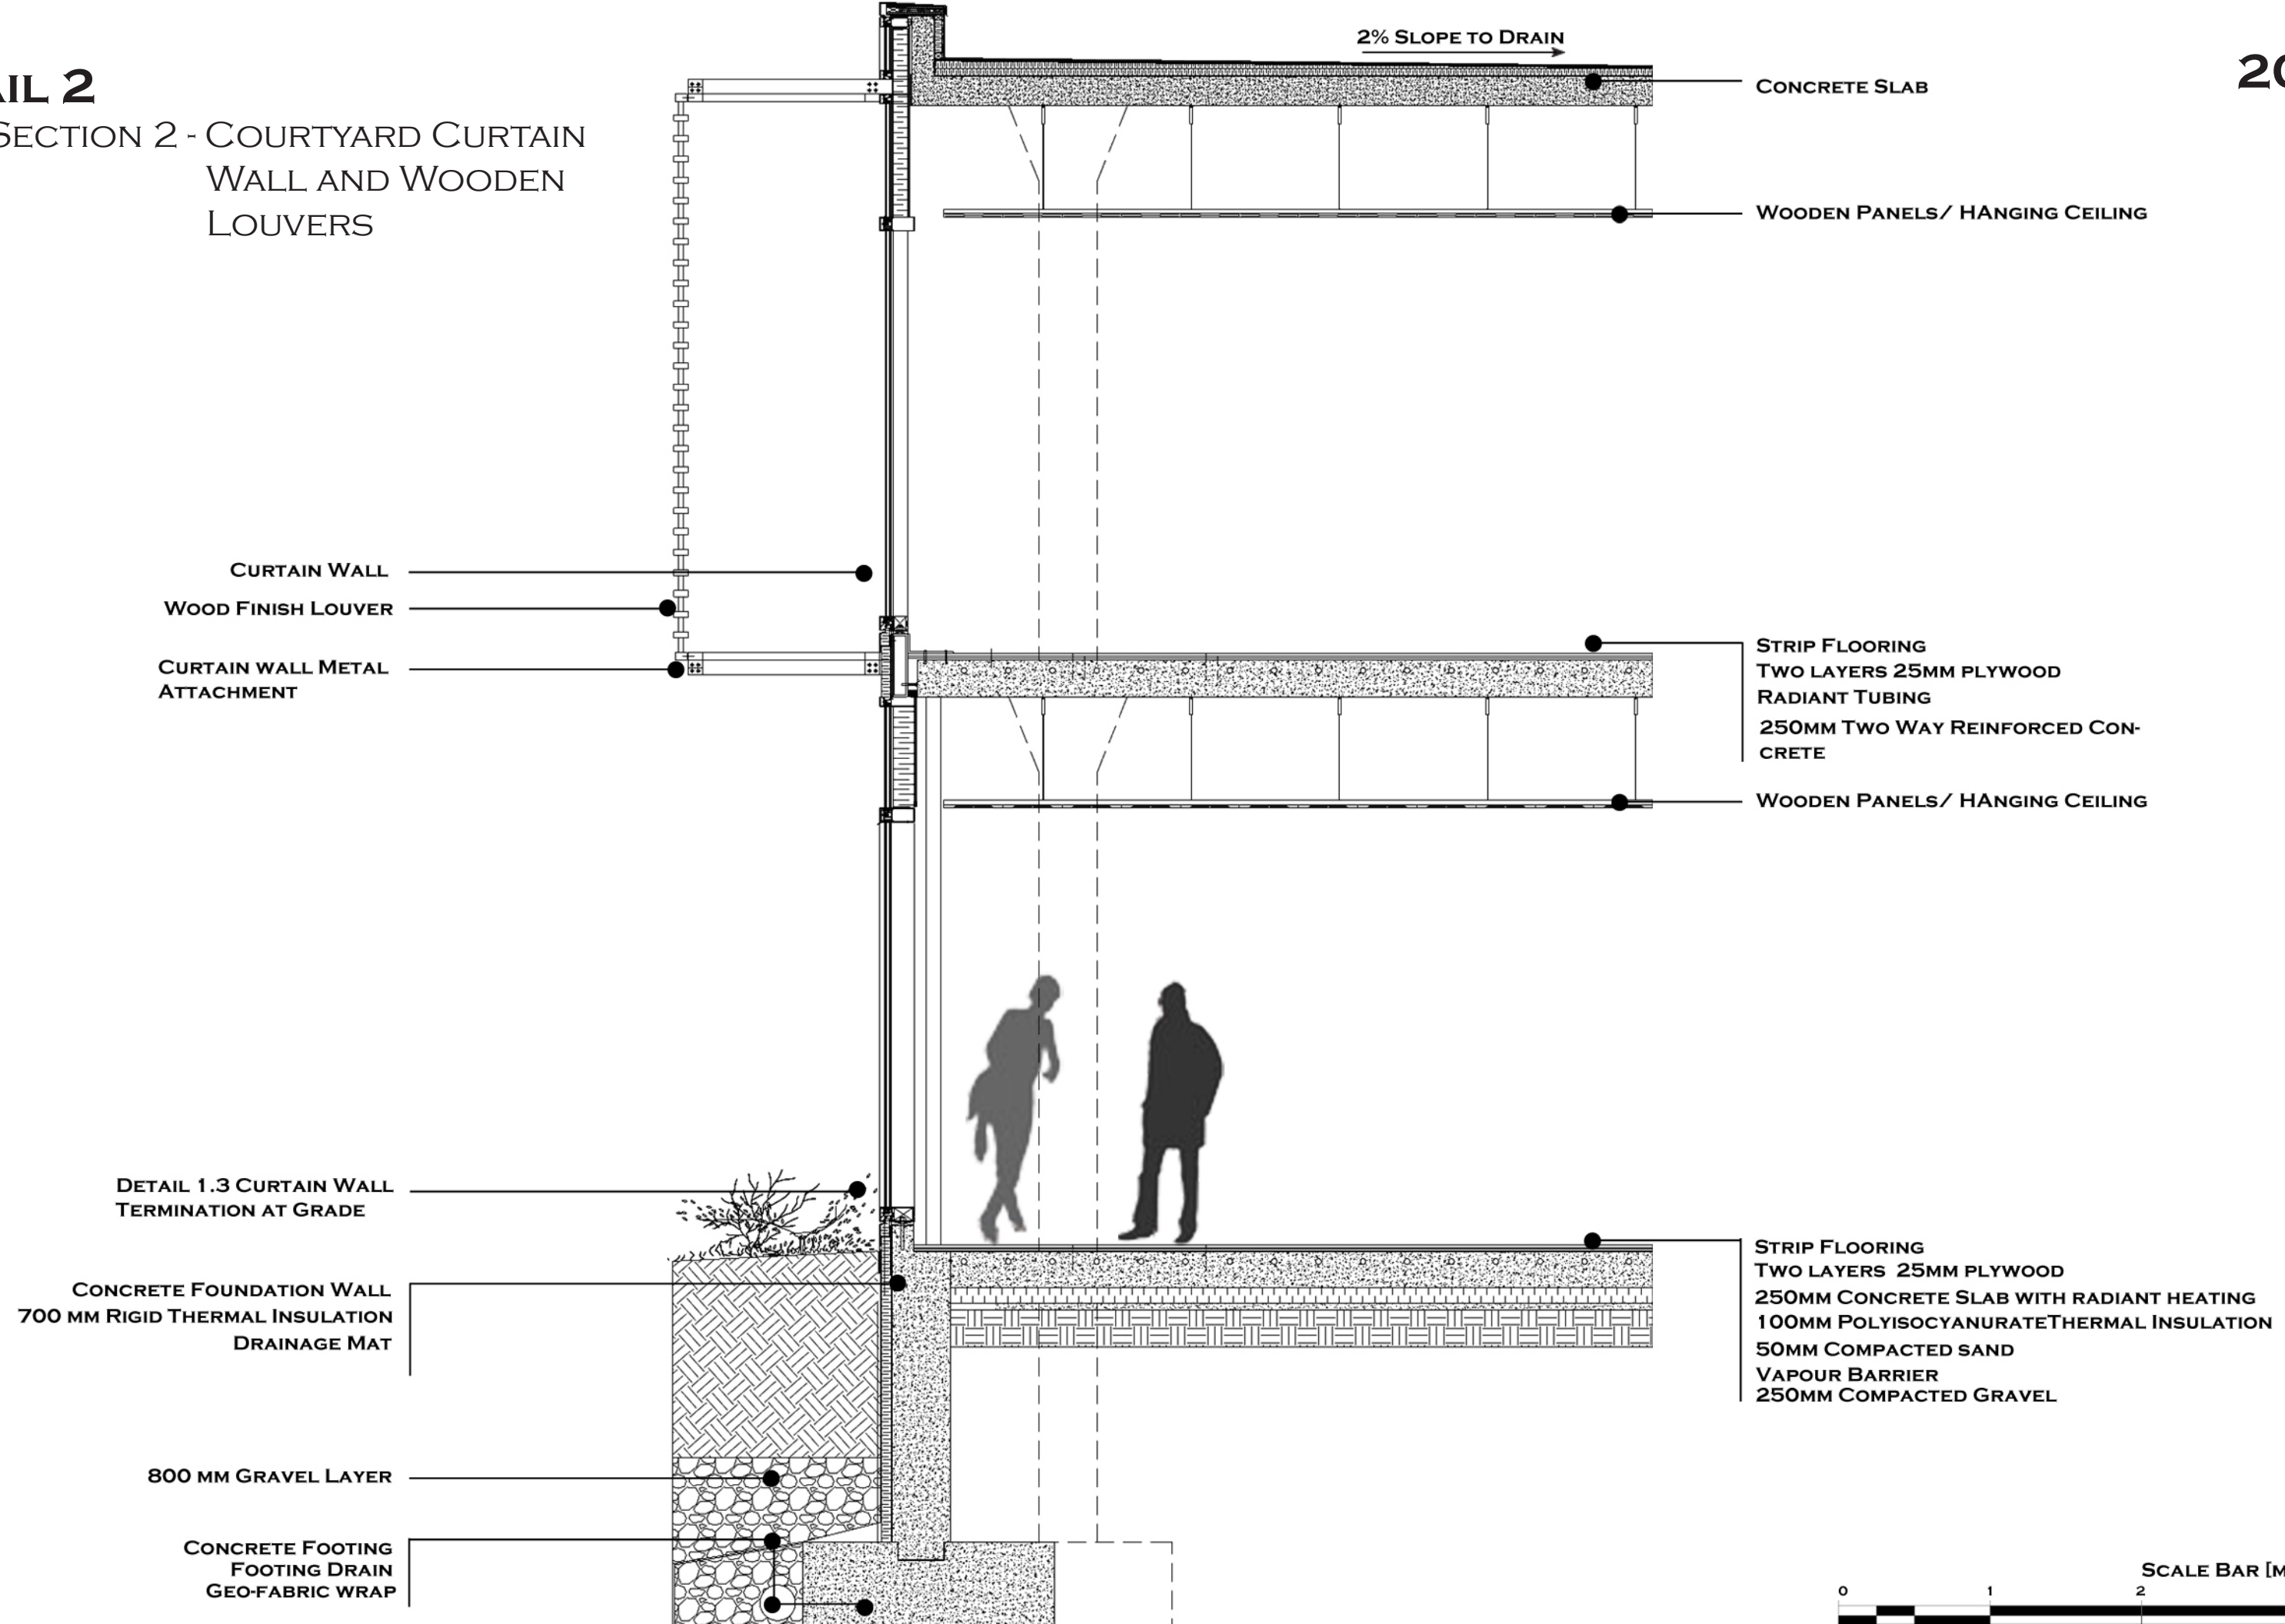 AIL 2
SECTION 2 - COURTYARD CURTAIN
WALL AND WOODEN
LOUVERS
2% SLOPE TO DRAIN
20
CONCRETE SLAB
WOODEN PANELS/ HANGING CEILING
CURTAIN WALL
WOOD FINISH LOUVER
CURTAIN WALL METAL
ATTACHMENT
STRIP FLOORING
TWO LAYERS 25MM PLYWOOD
RADIANT TUBING
250MM TWO WAY REINFORCED CON-
CRETE
WOODEN PANELS/ HANGING CEILING
DETAIL 1.3 CURTAIN WALL
TERMINATION AT GRADE
CONCRETE FOUNDATION WALL
700 MM RIGID THERMAL INSULATION
DRAINAGE MAT
STRIP FLOORING
TWO LAYERS 25MM PLYWOOD
250MM CONCRETE SLAB WITH RADIANT HEATING
100MM POLYISOCYANURATETHERMAL INSULATION
50MM COMPACTED SAND
VAPOUR BARRIER
250MM COMPACTED GRAVEL
800 MM GRAVEL LAYER
CONCRETE FOOTING
FOOTING DRAIN
GEO-FABRIC WRAP
SCALE BAR [M
0 1 2